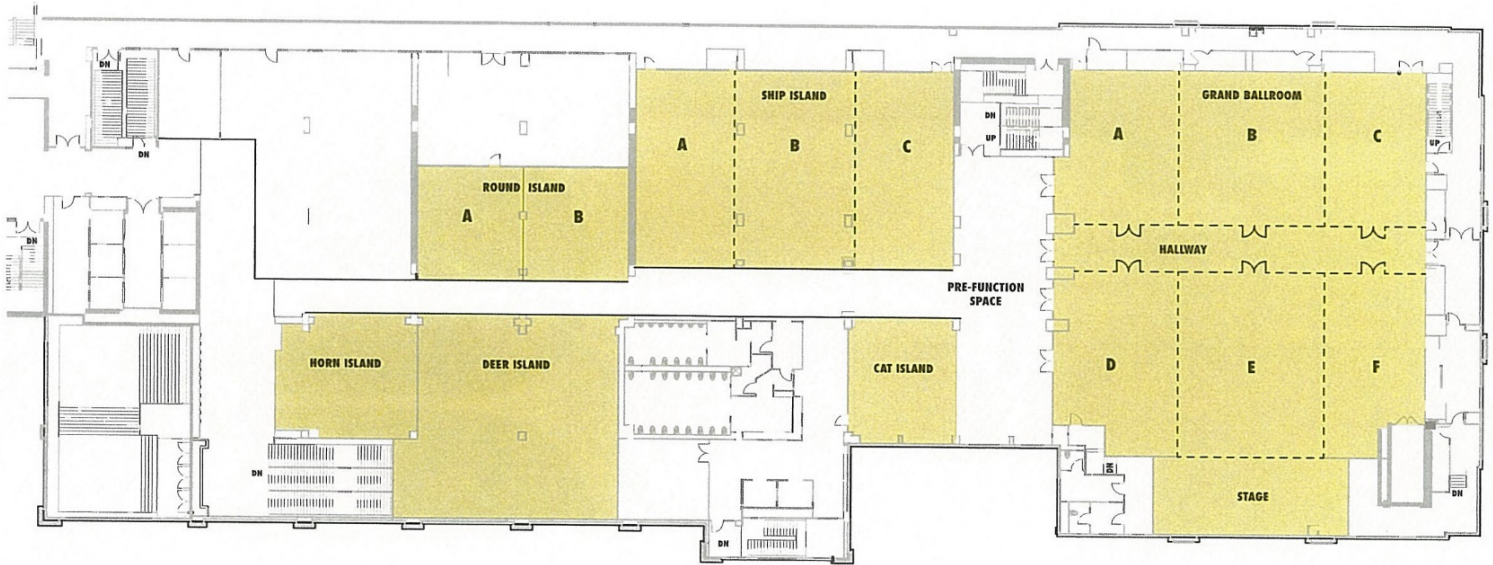 DN
DN
DN
SHIP ISLAND
A
B
C
DN
UP
GRAND BALLROOM
A
B
C
UP
ROUND ISLAND
A
B
HALLWAY
PRE-FUNCTION
SPACE
HORN ISLAND
DEER ISLAND
CAT ISLAND
D
E
F
DN
DN
DN
STAGE
DN